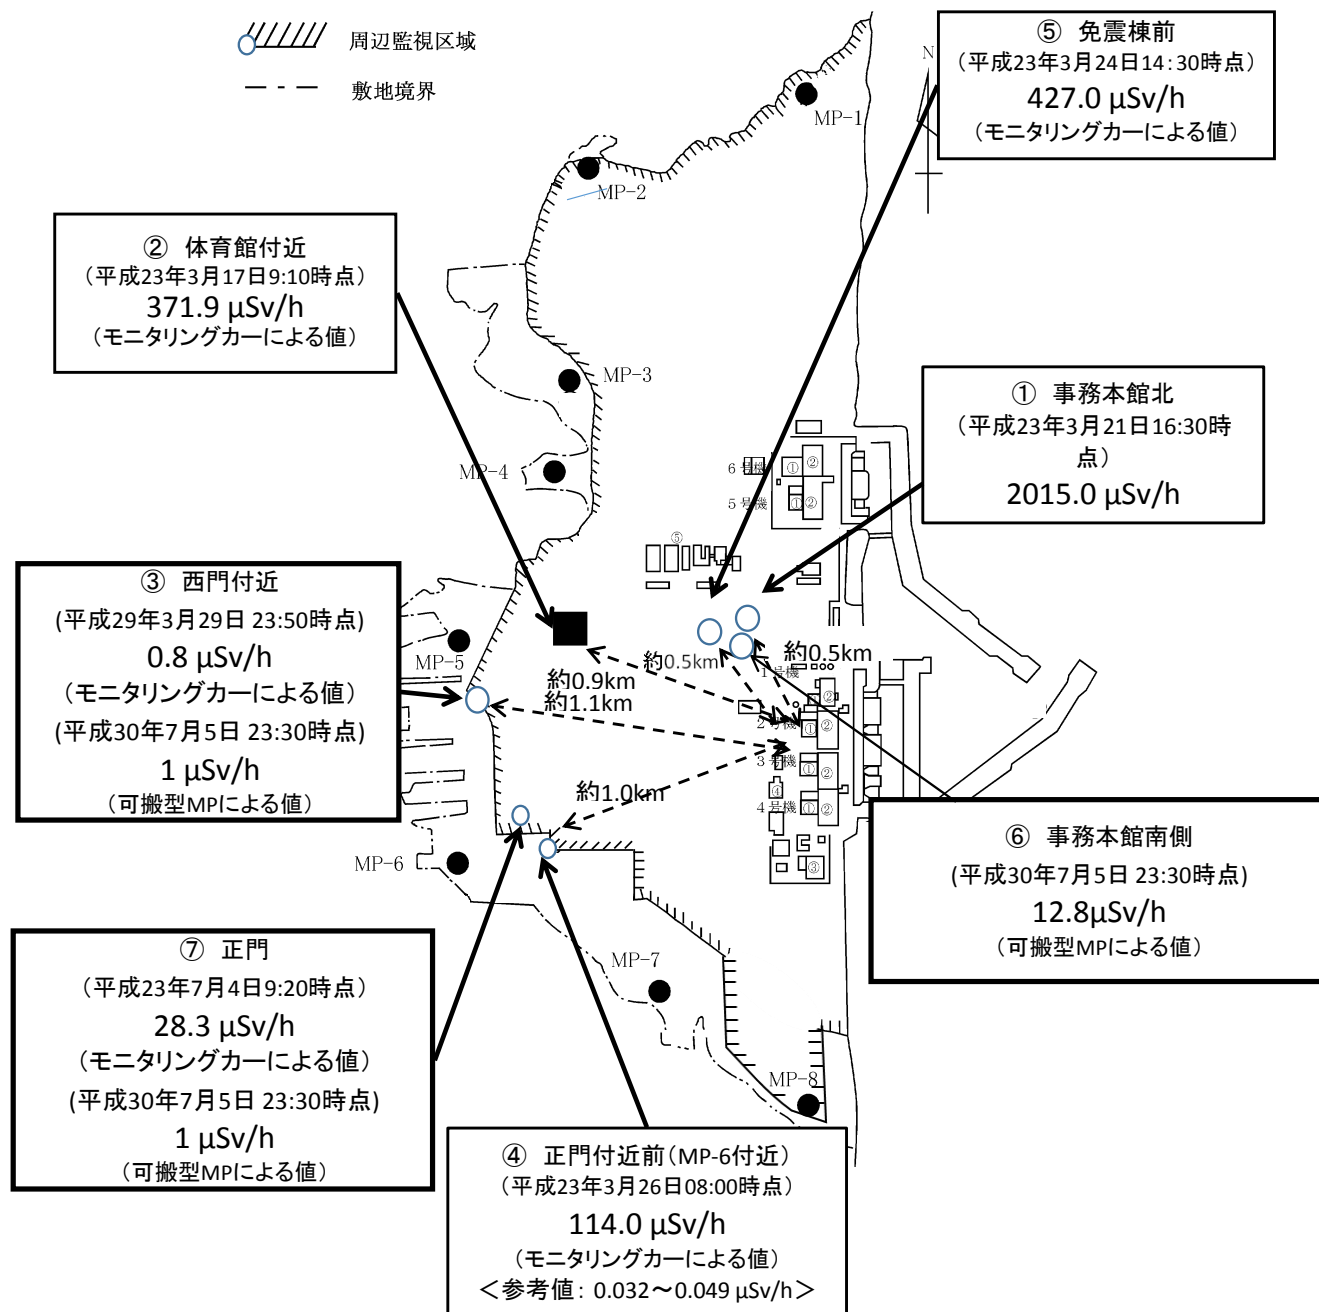 周辺監視区域
敷地境界
⑤ 免震棟前
（平成23年3月24日14：30時点）
427.0 μSv/h
（モニタリングカーによる値）
N
MP-1
MP-2
② 体育館付近
（平成23年3月17日9:10時点）
371.9 μSv/h
（モニタリングカーによる値）
MP-3
① 事務本館北
（平成23年3月21日16:30時
点）
2015.0 μSv/h
MP-4
6号機
① ②
5号機
① ②
⑤
③ 西門付近
(平成29年3月29日 23:50時点)
0.8 μSv/h
（モニタリングカーによる値）
(平成30年7月5日 23:30時点)
1 μSv/h
（可搬型MPによる値）
MP-5
約0.9km
約1.1km
約0.5km
約0.5km
1号機
②
2号機
① ②
3号機
① ②
④
4号機
① ②
③
約1.0km
MP-6
⑥ 事務本館南側
(平成30年7月5日 23:30時点)
12.8μSv/h
（可搬型MPによる値）
⑦ 正門
（平成23年7月4日9:20時点）
28.3 μSv/h
（モニタリングカーによる値）
(平成30年7月5日 23:30時点)
1 μSv/h
（可搬型MPによる値）
MP-7
MP-8
④ 正門付近前（MP-6付近）
（平成23年3月26日08:00時点）
114.0 μSv/h
（モニタリングカーによる値）
＜参考値：0.032～0.049 μSv/h＞